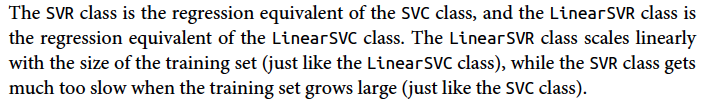 The SVR class is the regression equivalent of the SVC class, and the LinearSVR class is
the regression equivalent of the LinearSVC class. The LinearSVR class scales linearly
with the size of the training set (just like the LinearSVC class), while the SVR class gets
much too slow when the training set grows large (just like the SVC class).